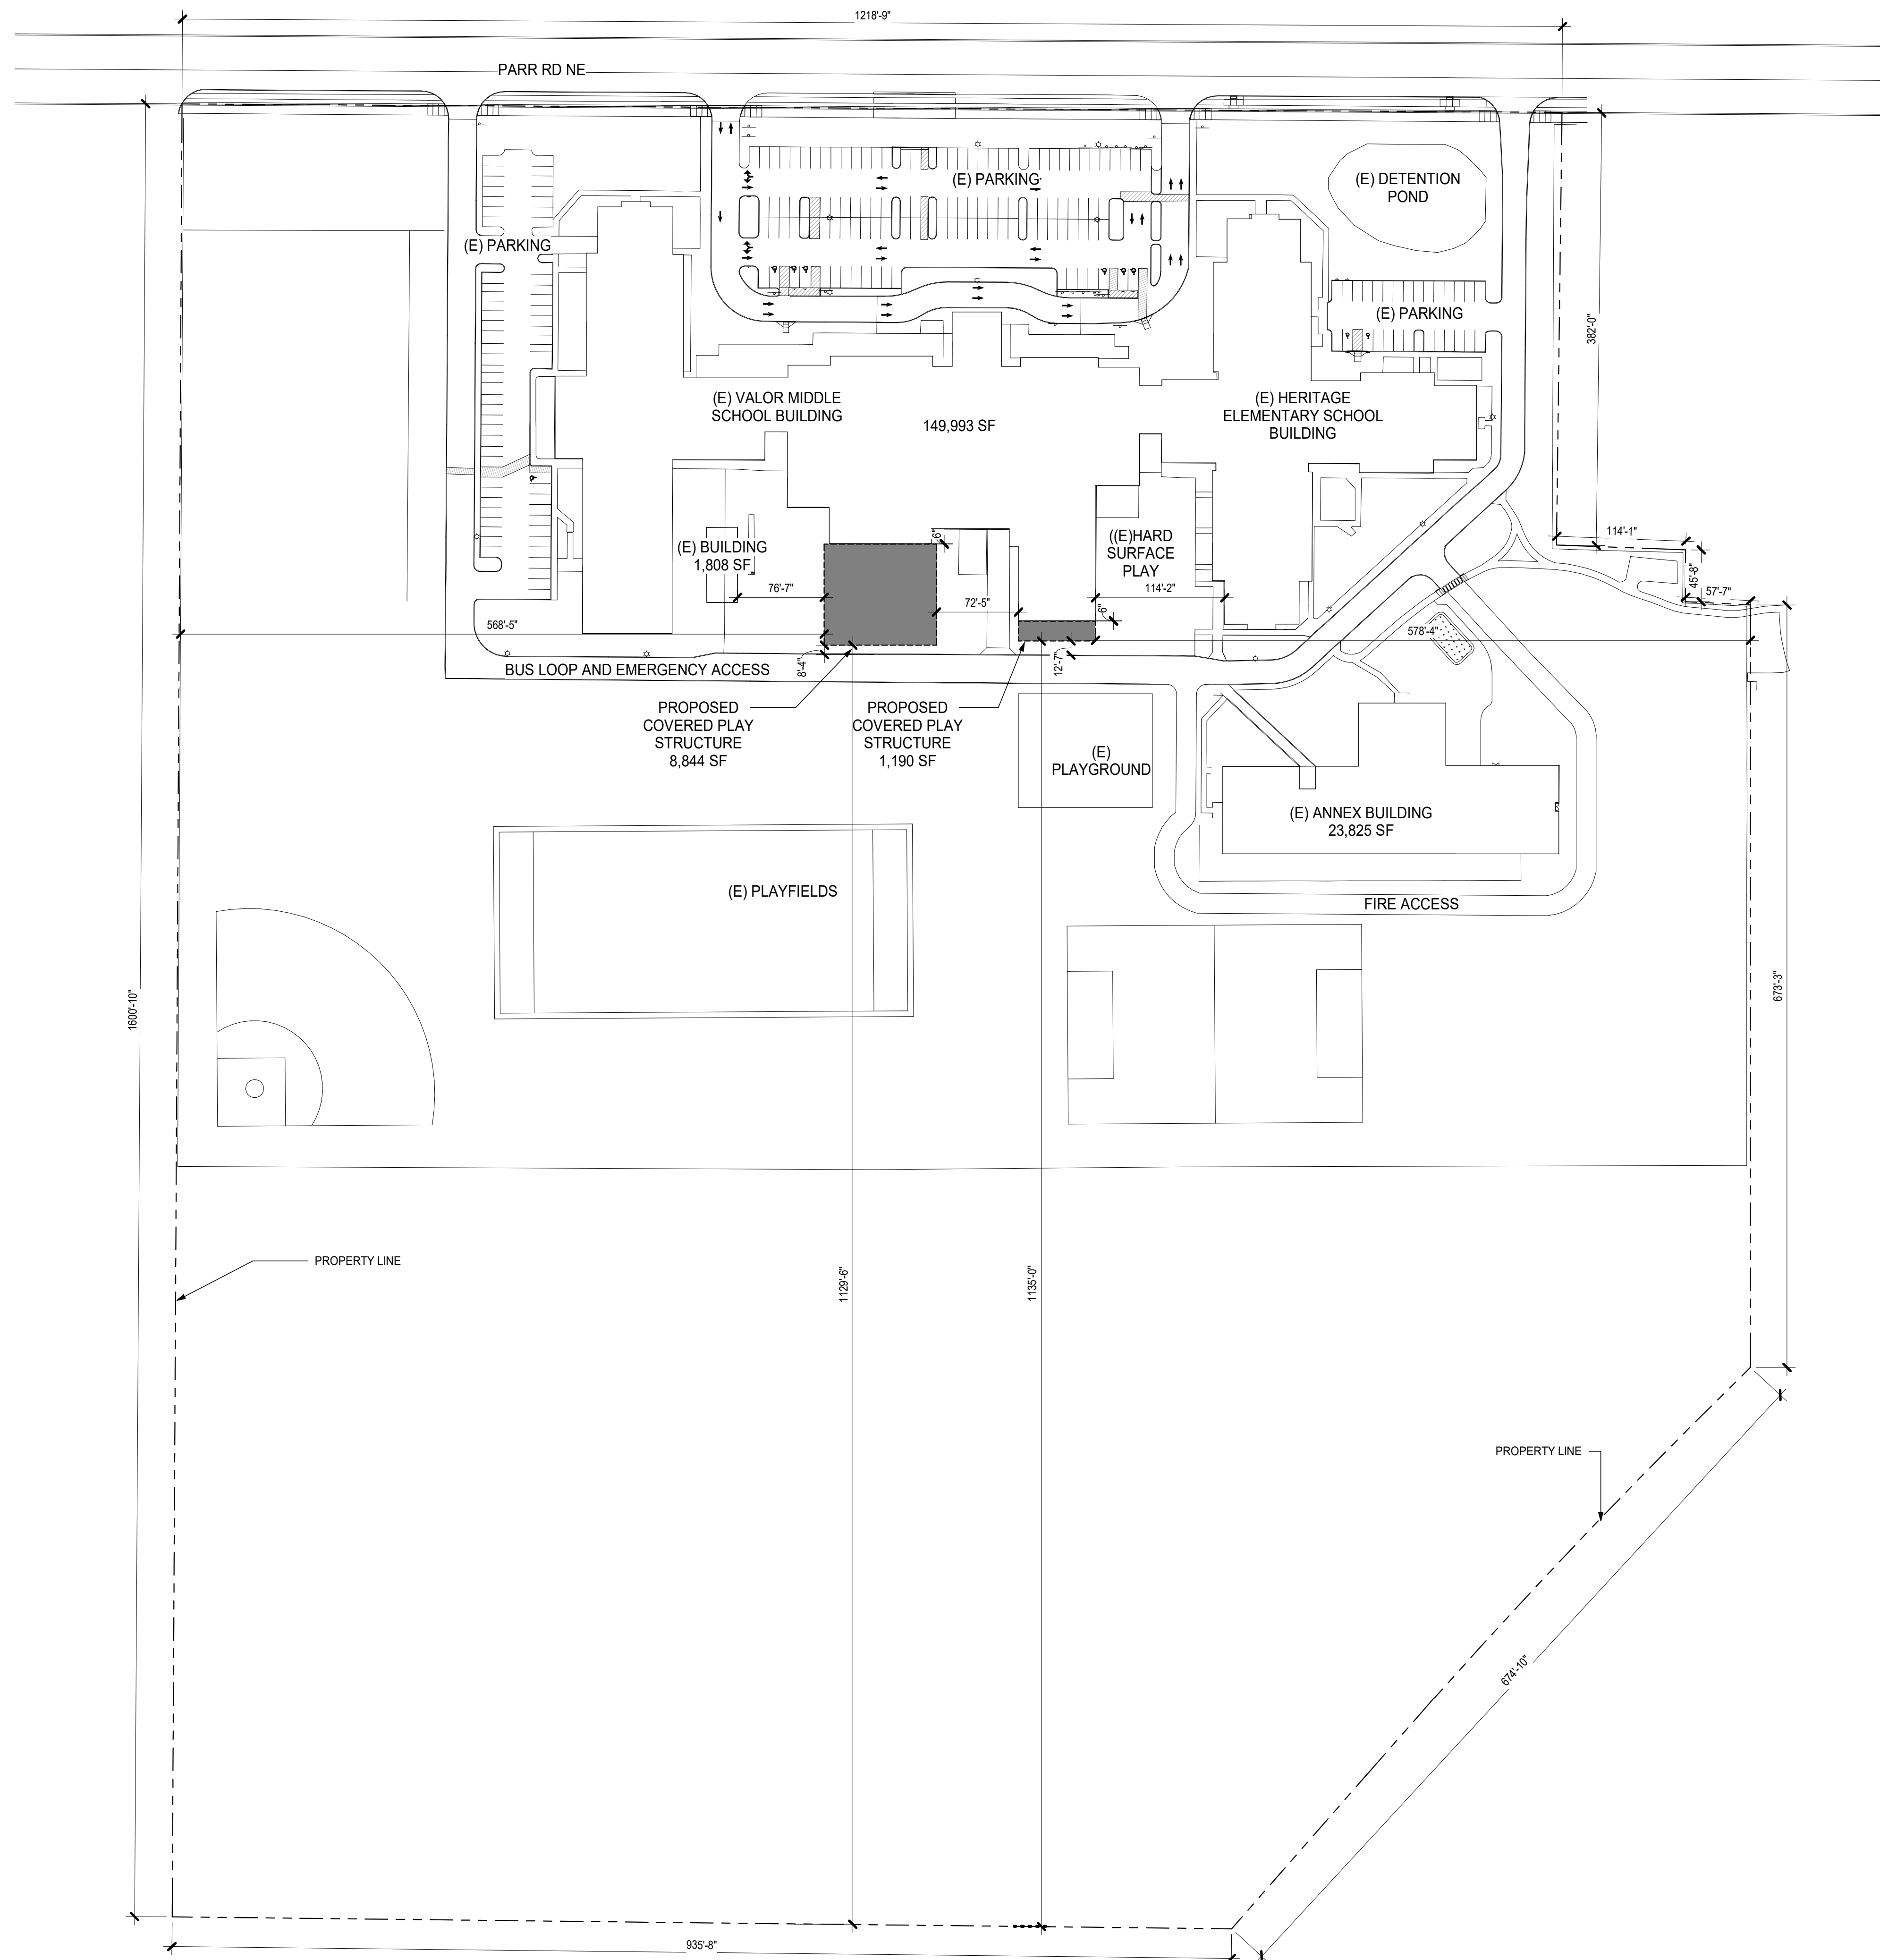 1218'-9"
PARR RD NE
(E) PARKING
(E) DETENTION
POND
(E) PARKING
(E) PARKING
382'-0"
(E) VALOR MIDDLE
SCHOOL BUILDING
149,993 SF
(E) HERITAGE
ELEMENTARY SCHOOL
BUILDING
114'-1"
45'-8"
57'-7"
(E) BUILDING
1,808 SF
6"
((E)HARD
SURFACE
PLAY
76'-7"
72'-5"
114'-2"
6"
568'-5"
578'-4"
8'-4"
12'-7"
BUS LOOP AND EMERGENCY ACCESS
PROPOSED
COVERED PLAY
STRUCTURE
8,844 SF
PROPOSED
COVERED PLAY
STRUCTURE
1,190 SF
(E)
PLAYGROUND
(E) ANNEX BUILDING
23,825 SF
(E) PLAYFIELDS
FIRE ACCESS
1600'-10"
673'-3"
PROPERTY LINE
1129'-6"
1135'-0"
PROPERTY LINE
674'-10"
935'-8"